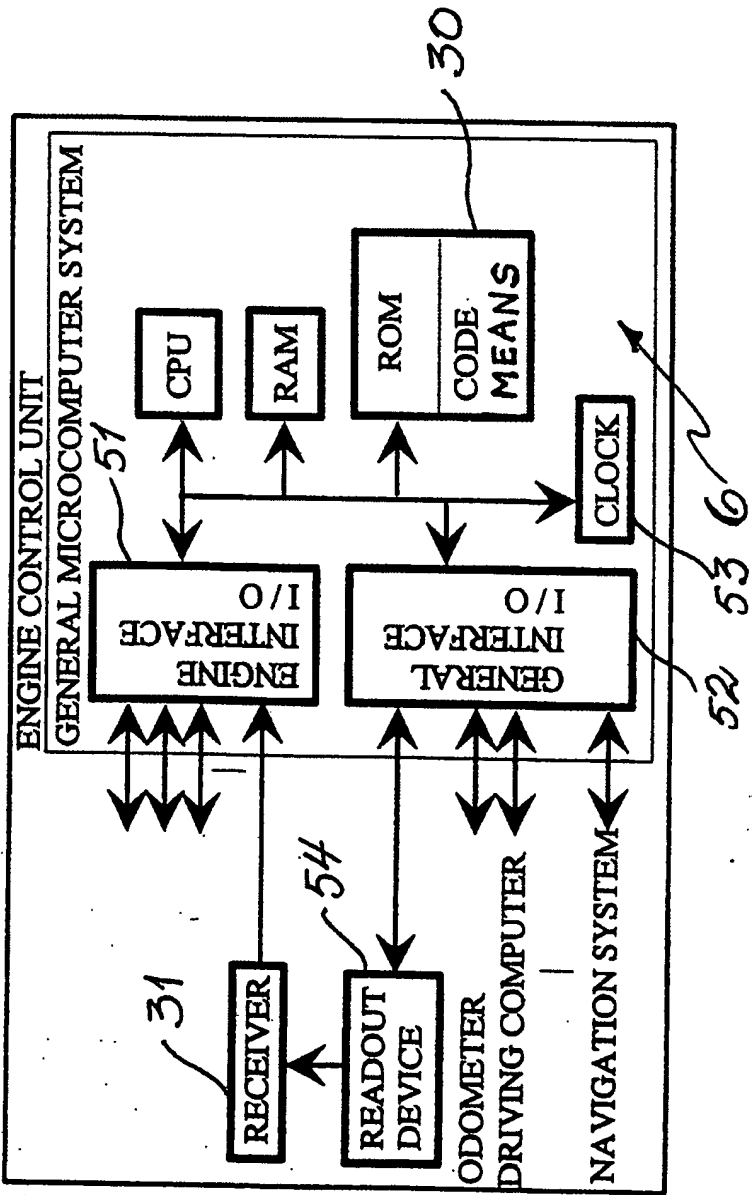 ENGINE CONTROL UNIT
GENERAL MICROCOMPUTER SYSTEM
51
ENGINE
INTERFACE
I / O
CPU
RAM
ROM
CODE
MEANS
30
31
RECEIVER
54
READOUT
DEVICE
GENERAL
INTERFACE
I / O
52
CLOCK
53
6
ODOMETER
DRIVING COMPUTER
NAVIGATION SYSTEM